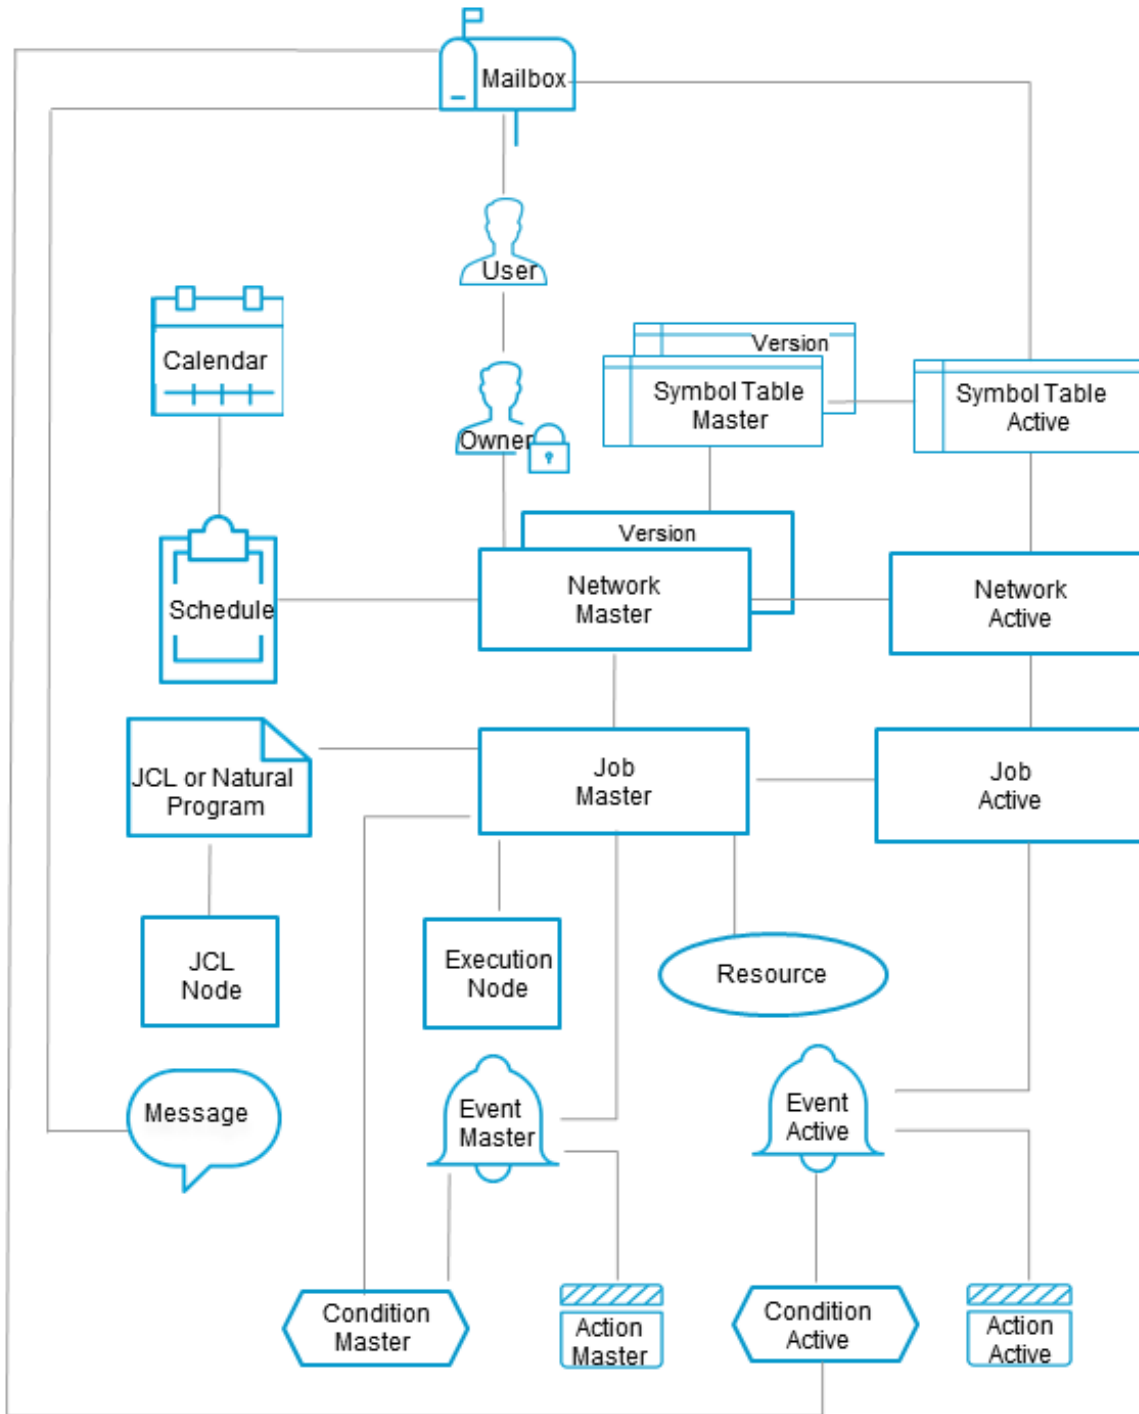 Mailbox
User
Calendar
Version
Symbol Table
Master
Symbol Table
Active
Owner
Version
Schedule
Network
Master
Network
Active
JCL or Natural
Program
Job
Master
Job
Active
JCL
Node
Execution
Node
Resource
Message
Event
Master
Event
Active
Condition
Master
Action
Master
Condition
Active
Action
Active